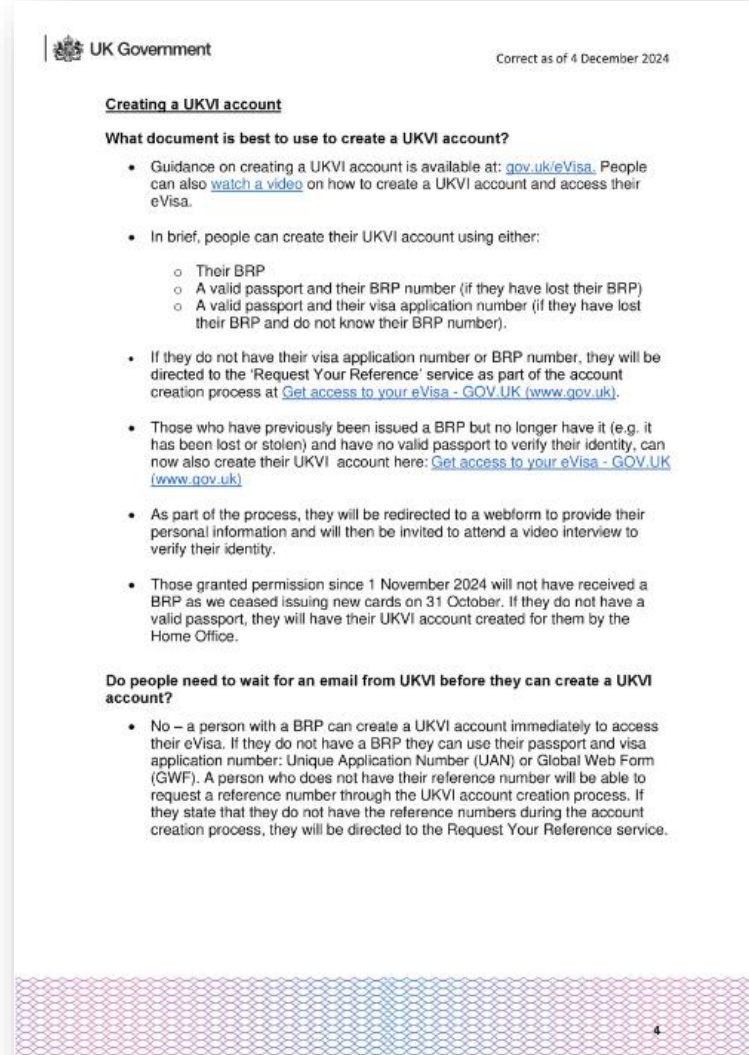 UK Government
Correct as of 4 December 2024
Creating a UKVI account
What document is best to use to create a UKVI account?
• Guidance on creating a UKVI account is available at: gov.uk/eVisa. People
can also watch a video on how to create a UKVI account and access their
eVisa.
• In brief, people can create their UKVI account using either:
o Their BRP
o A valid passport and their BRP number (if they have lost their BRP)
o A valid passport and their visa application number (if they have lost
their BRP and do not know their BRP number).
• If they do not have their visa application number or BRP number, they will be
directed to the ‘Request Your Reference’ service as part of the account
creation process at Get access to your eVisa - GOV.UK (www.gov.uk).
• Those who have previously been issued a BRP but no longer have it (e.g. it
has been lost or stolen) and have no valid passport to verify their identity, can
now also create their UKVI account here: Get access to your eVisa - GOV.UK
(www.gov.uk)
• As part of the process, they will be redirected to a webform to provide their
personal information and will then be invited to attend a video interview to
verify their identity.
• Those granted permission since 1 November 2024 will not have received a
BRP as we ceased issuing new cards on 31 October. If they do not have a
valid passport, they will have their UKVI account created for them by the
Home Office.
Do people need to wait for an email from UKVI before they can create a UKVI
account?
• No – a person with a BRP can create a UKVI account immediately to access
their eVisa. If they do not have a BRP they can use their passport and visa
application number: Unique Application Number (UAN) or Global Web Form
(GWF). A person who does not have their reference number will be able to
request a reference number through the UKVI account creation process. If
they state that they do not have the reference numbers during the account
creation process, they will be directed to the Request Your Reference service.
4